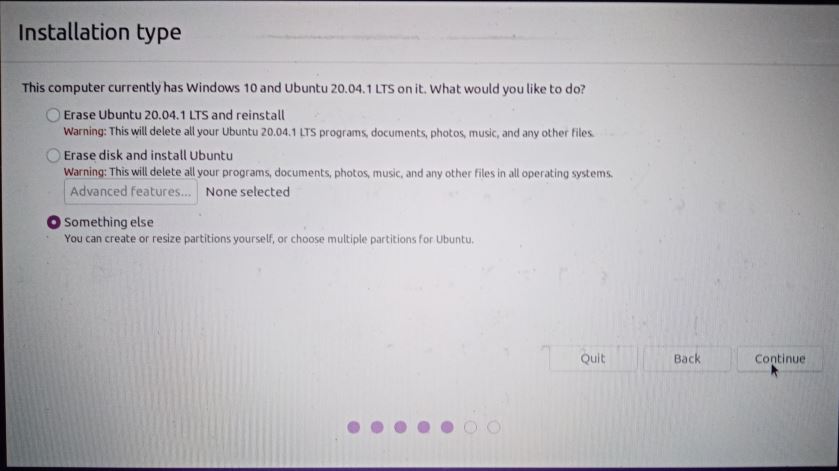 Installation type
This computer currently has Windows 10 and Ubuntu 20.04.1 LTS on it. What would you like to do?
Erase Ubuntu 20.04.1 LTS and reinstall
Warning: This will delete all your Ubuntu 20.04.1 LTS programs, documents, photos, music, and any other files.
Erase disk and install Ubuntu
Warning: This will delete all your programs, documents, photos, music, and any other files in all operating systems.
Advanced features... None selected
Something else
You can create or resize partitions yourself, or choose multiple partitions for Ubuntu.
Quit Back Continue